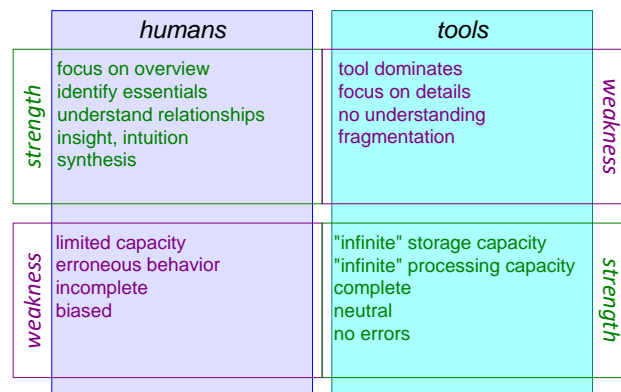 humans
tools
strength
focus on overview
identify essentials
understand relationships
insight, intuition
synthesis
tool dominates
focus on details
no understanding
fragmentation
weakness
weakness
limited capacity
erroneous behavior
incomplete
biased
"infinite" storage capacity
"infinite" processing capacity
complete
neutral
no errors
strength